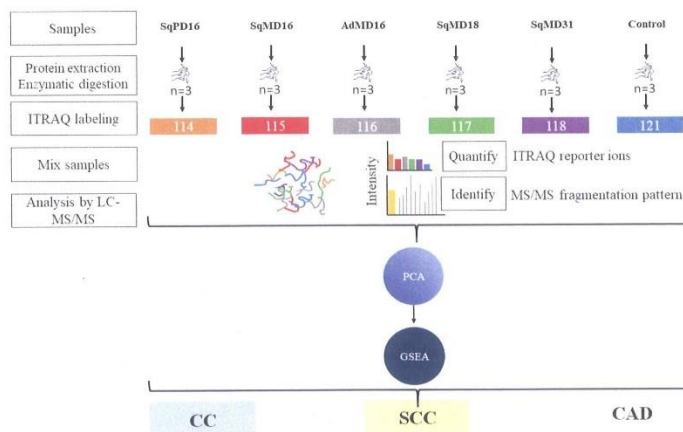 Samples
SqPD16
SqMD16
AdMD16
SqMD18
SqMD31
Control
Protein extraction
Enzymatic digestion
n=3
n=3
n=3
n=3
n=3
n=3
ITRAQ labeling
114
115
116
117
118
121
Mix samples
Intensity
Quantify
ITRAQ reporter ions
Identify
MS/MS fragmentation pattern
Analysis by LC-
MS/MS
PCA
GSEA
CC
SCC
CAD